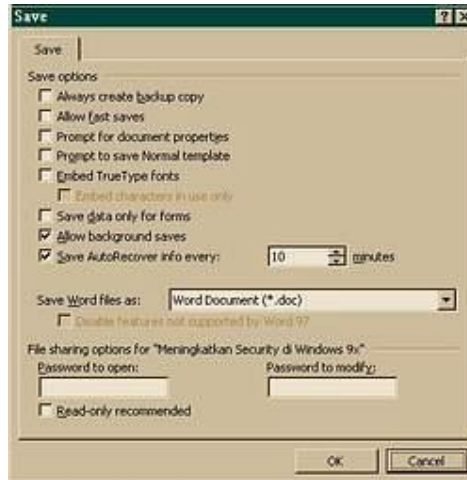 Save
Save
Save options
Always create backup copy
Allow fast saves
Prompt for document properties
Prompt to save Normal template
Embed TrueType fonts
Embed characters in use only
Save data only for forms
Allow background saves
Save AutoRecover info every: 10 minutes
Save Word files as: Word Document (*.doc)
Disable features not supported by Word 97
File sharing options for "Meningkatkan Security di Windows 9x"
Password to open: Password to modify:
Read-only recommended
OK Cancel